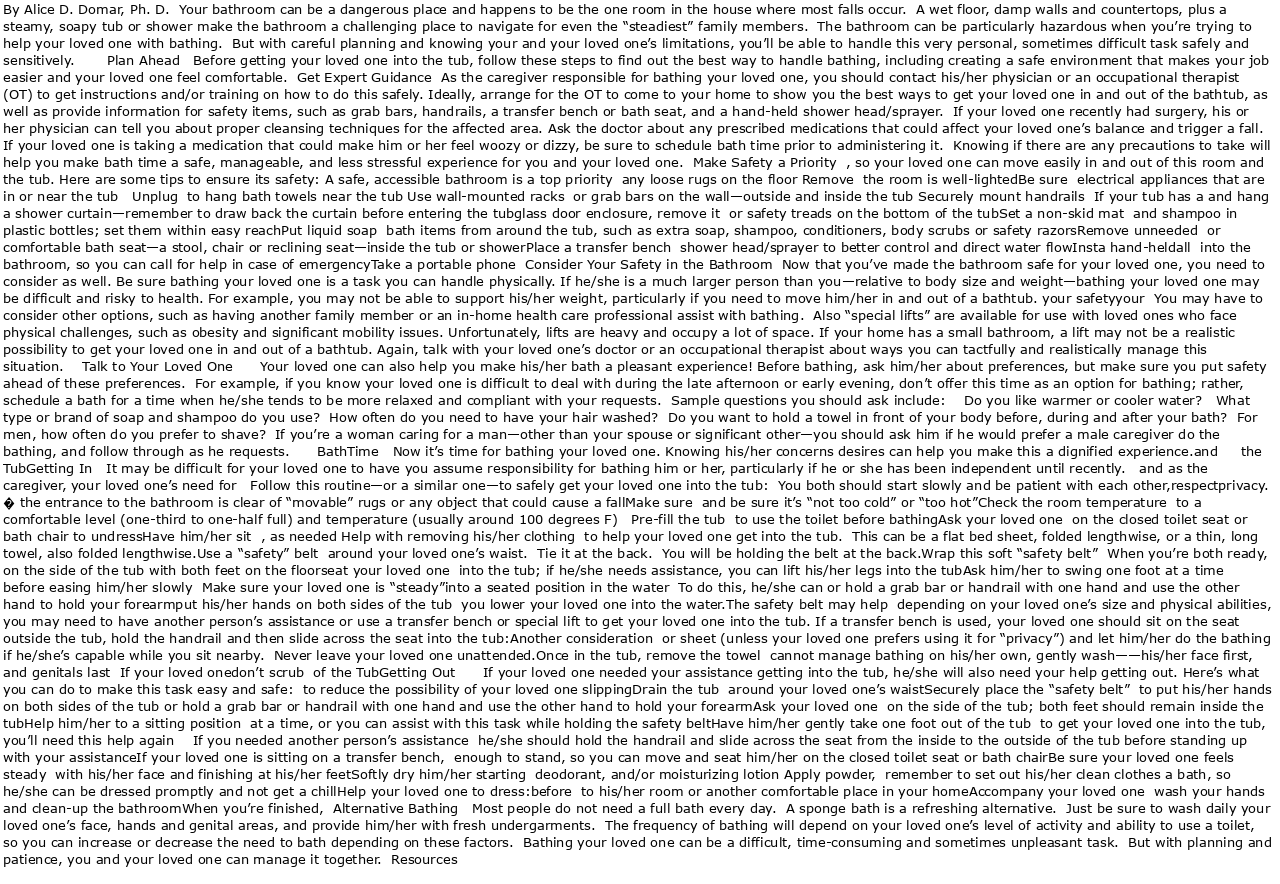 By Alice D. Domar, Ph. D.  Your bathroom can be a dangerous place and happens to be the one room in the house where most falls occur.  A wet floor, damp walls and countertops, plus a
steamy, soapy tub or shower make the bathroom a challenging place to navigate for even the “steadiest” family members.  The bathroom can be particularly hazardous when you’re trying to
help your loved one with bathing.  But with careful planning and knowing your and your loved one’s limitations, you’ll be able to handle this very personal, sometimes difficult task safely and
sensitively.       Plan Ahead   Before getting your loved one into the tub, follow these steps to find out the best way to handle bathing, including creating a safe environment that makes your job
easier and your loved one feel comfortable.  Get Expert Guidance  As the caregiver responsible for bathing your loved one, you should contact his/her physician or an occupational therapist
(OT) to get instructions and/or training on how to do this safely. Ideally, arrange for the OT to come to your home to show you the best ways to get your loved one in and out of the bathtub, as
well as provide information for safety items, such as grab bars, handrails, a transfer bench or bath seat, and a hand-held shower head/sprayer.  If your loved one recently had surgery, his or
her physician can tell you about proper cleansing techniques for the affected area. Ask the doctor about any prescribed medications that could affect your loved one’s balance and trigger a fall.
If your loved one is taking a medication that could make him or her feel woozy or dizzy, be sure to schedule bath time prior to administering it.  Knowing if there are any precautions to take will
help you make bath time a safe, manageable, and less stressful experience for you and your loved one.  Make Safety a Priority  , so your loved one can move easily in and out of this room and
the tub. Here are some tips to ensure its safety: A safe, accessible bathroom is a top priority  any loose rugs on the floor Remove  the room is well-lightedBe sure  electrical appliances that are
in or near the tub   Unplug  to hang bath towels near the tub Use wall-mounted racks  or grab bars on the wall—outside and inside the tub Securely mount handrails  If your tub has a and hang
a shower curtain—remember to draw back the curtain before entering the tubglass door enclosure, remove it  or safety treads on the bottom of the tubSet a non-skid mat  and shampoo in
plastic bottles; set them within easy reachPut liquid soap  bath items from around the tub, such as extra soap, shampoo, conditioners, body scrubs or safety razorsRemove unneeded  or
comfortable bath seat—a stool, chair or reclining seat—inside the tub or showerPlace a transfer bench  shower head/sprayer to better control and direct water flowInsta hand-heldall  into the
bathroom, so you can call for help in case of emergencyTake a portable phone  Consider Your Safety in the Bathroom  Now that you’ve made the bathroom safe for your loved one, you need to
consider as well. Be sure bathing your loved one is a task you can handle physically. If he/she is a much larger person than you—relative to body size and weight—bathing your loved one may
be difficult and risky to health. For example, you may not be able to support his/her weight, particularly if you need to move him/her in and out of a bathtub. your safetyyour  You may have to
consider other options, such as having another family member or an in-home health care professional assist with bathing.  Also “special lifts” are available for use with loved ones who face
physical challenges, such as obesity and significant mobility issues. Unfortunately, lifts are heavy and occupy a lot of space. If your home has a small bathroom, a lift may not be a realistic
possibility to get your loved one in and out of a bathtub. Again, talk with your loved one’s doctor or an occupational therapist about ways you can tactfully and realistically manage this
situation.    Talk to Your Loved One      Your loved one can also help you make his/her bath a pleasant experience! Before bathing, ask him/her about preferences, but make sure you put safety
ahead of these preferences.  For example, if you know your loved one is difficult to deal with during the late afternoon or early evening, don’t offer this time as an option for bathing; rather,
schedule a bath for a time when he/she tends to be more relaxed and compliant with your requests.  Sample questions you should ask include:    Do you like warmer or cooler water?   What
type or brand of soap and shampoo do you use?  How often do you need to have your hair washed?  Do you want to hold a towel in front of your body before, during and after your bath?  For
men, how often do you prefer to shave?  If you’re a woman caring for a man—other than your spouse or significant other—you should ask him if he would prefer a male caregiver do the
bathing, and follow through as he requests.      BathTime   Now it’s time for bathing your loved one. Knowing his/her concerns desires can help you make this a dignified experience.and     the
TubGetting In   It may be difficult for your loved one to have you assume responsibility for bathing him or her, particularly if he or she has been independent until recently.   and as the
caregiver, your loved one’s need for   Follow this routine—or a similar one—to safely get your loved one into the tub:  You both should start slowly and be patient with each other,respectprivacy.
� the entrance to the bathroom is clear of “movable” rugs or any object that could cause a fallMake sure  and be sure it’s “not too cold” or “too hot”Check the room temperature  to a
comfortable level (one-third to one-half full) and temperature (usually around 100 degrees F)   Pre-fill the tub  to use the toilet before bathingAsk your loved one  on the closed toilet seat or
bath chair to undressHave him/her sit  , as needed Help with removing his/her clothing  to help your loved one get into the tub.  This can be a flat bed sheet, folded lengthwise, or a thin, long
towel, also folded lengthwise.Use a “safety” belt  around your loved one’s waist.  Tie it at the back.  You will be holding the belt at the back.Wrap this soft “safety belt”  When you’re both ready,
on the side of the tub with both feet on the floorseat your loved one  into the tub; if he/she needs assistance, you can lift his/her legs into the tubAsk him/her to swing one foot at a time
before easing him/her slowly  Make sure your loved one is “steady”into a seated position in the water  To do this, he/she can or hold a grab bar or handrail with one hand and use the other
hand to hold your forearmput his/her hands on both sides of the tub  you lower your loved one into the water.The safety belt may help  depending on your loved one’s size and physical abilities,
you may need to have another person’s assistance or use a transfer bench or special lift to get your loved one into the tub. If a transfer bench is used, your loved one should sit on the seat
outside the tub, hold the handrail and then slide across the seat into the tub:Another consideration  or sheet (unless your loved one prefers using it for “privacy”) and let him/her do the bathing
if he/she’s capable while you sit nearby.  Never leave your loved one unattended.Once in the tub, remove the towel  cannot manage bathing on his/her own, gently wash——his/her face first,
and genitals last  If your loved onedon’t scrub  of the TubGetting Out      If your loved one needed your assistance getting into the tub, he/she will also need your help getting out. Here’s what
you can do to make this task easy and safe:  to reduce the possibility of your loved one slippingDrain the tub  around your loved one’s waistSecurely place the “safety belt”  to put his/her hands
on both sides of the tub or hold a grab bar or handrail with one hand and use the other hand to hold your forearmAsk your loved one  on the side of the tub; both feet should remain inside the
tubHelp him/her to a sitting position  at a time, or you can assist with this task while holding the safety beltHave him/her gently take one foot out of the tub  to get your loved one into the tub,
you’ll need this help again    If you needed another person’s assistance  he/she should hold the handrail and slide across the seat from the inside to the outside of the tub before standing up
with your assistanceIf your loved one is sitting on a transfer bench,  enough to stand, so you can move and seat him/her on the closed toilet seat or bath chairBe sure your loved one feels
steady  with his/her face and finishing at his/her feetSoftly dry him/her starting  deodorant, and/or moisturizing lotion Apply powder,  remember to set out his/her clean clothes a bath, so
he/she can be dressed promptly and not get a chillHelp your loved one to dress:before  to his/her room or another comfortable place in your homeAccompany your loved one  wash your hands
and clean-up the bathroomWhen you’re finished,  Alternative Bathing   Most people do not need a full bath every day.  A sponge bath is a refreshing alternative.  Just be sure to wash daily your
loved one’s face, hands and genital areas, and provide him/her with fresh undergarments.  The frequency of bathing will depend on your loved one’s level of activity and ability to use a toilet,
so you can increase or decrease the need to bath depending on these factors.  Bathing your loved one can be a difficult, time-consuming and sometimes unpleasant task.  But with planning and
patience, you and your loved one can manage it together.  Resources